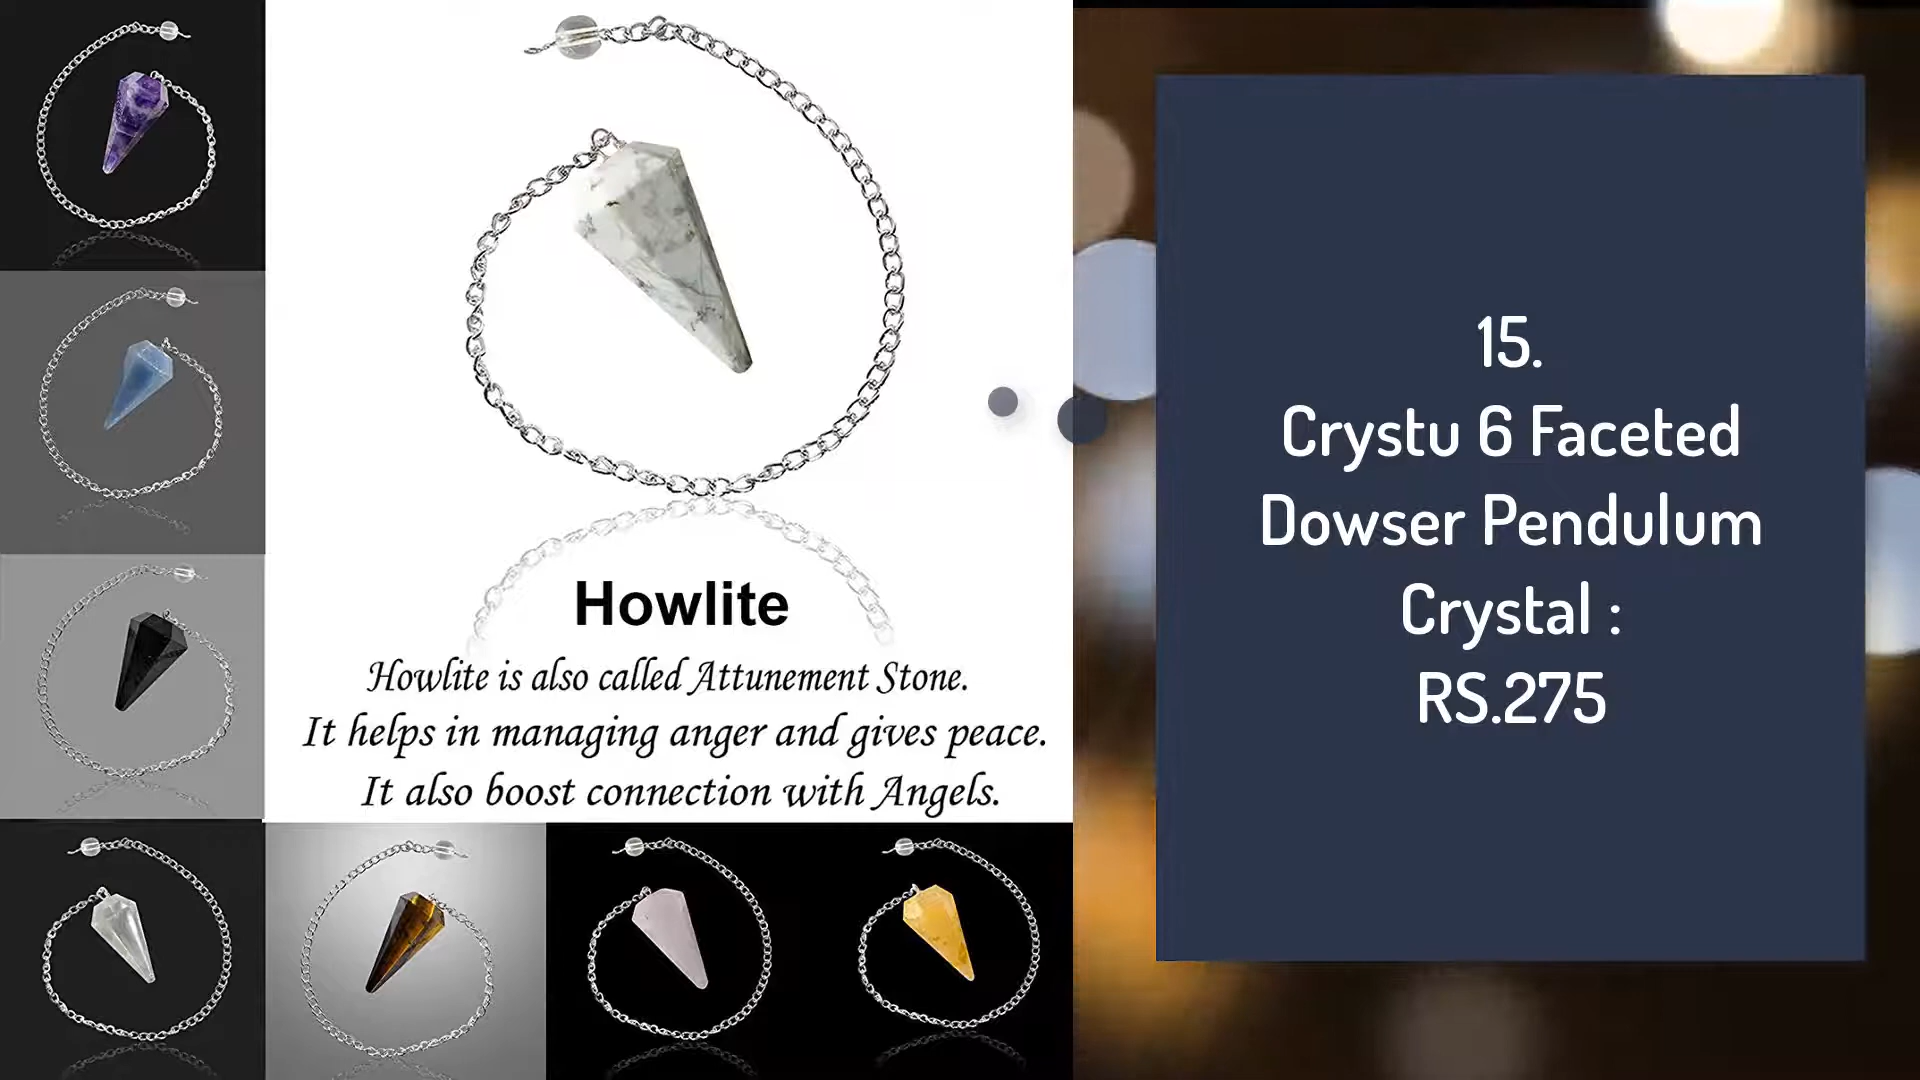 Howlite
Howlite is also called Attunement Stone.
It helps in managing anger and gives peace.
It also boost connection with Angels.
15.
Crystu 6 Faceted
Dowser Pendulum
Crystal :
RS.275